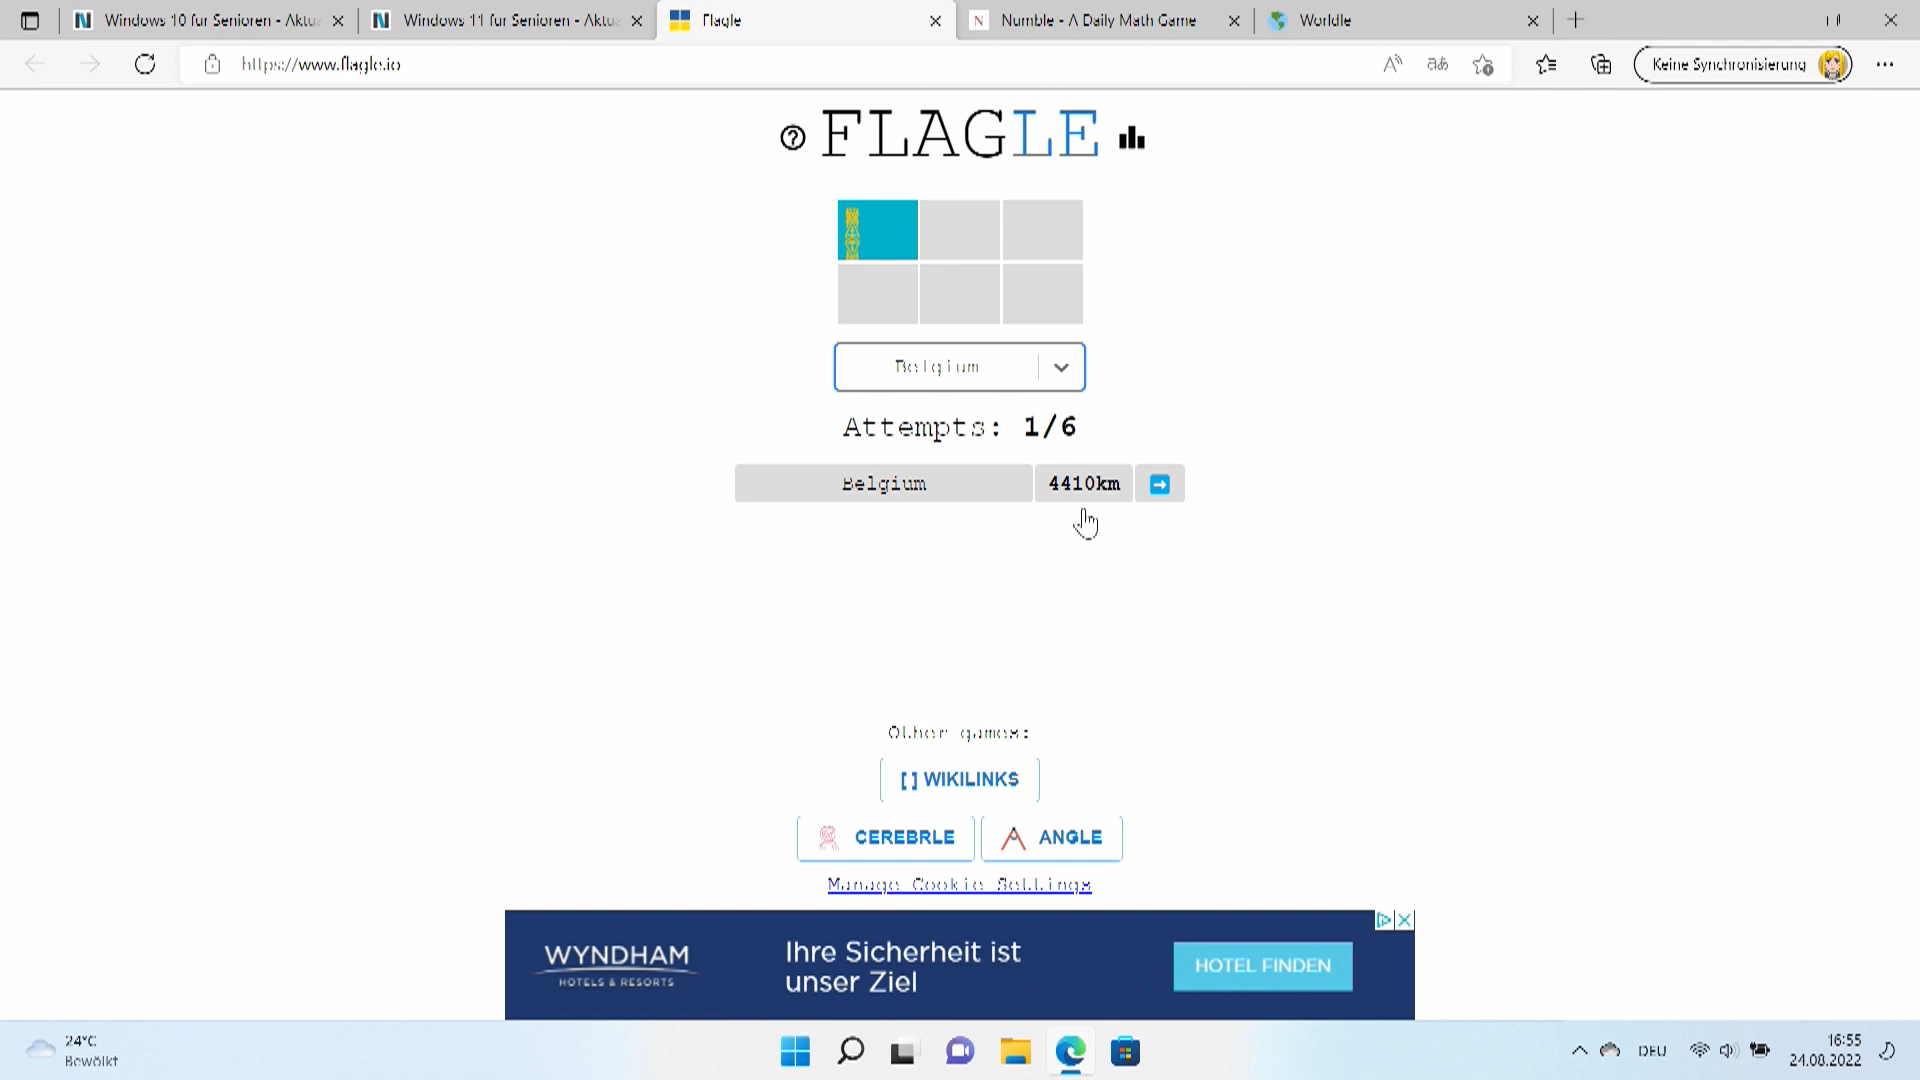 Windows 10 für Senioren - Aktu
Windows 11 für Senioren - Aktu
Flagle
N
Numble - A Daily Math Game
Worldle
https://www.flagle.io
Keine Synchronisierung
FLAGLE
Belgium
Attempts: 1/6
Belgium
4410km
Other games:
[ ] WIKILINKS
CEREBRLE
ANGLE
Manage Cookie Settings
WYNDHAM
HOTELS & RESORTS
Ihre Sicherheit ist
unser Ziel
HOTEL FINDEN
24°C
Bewölkt
DEU
16:55
24.08.2022